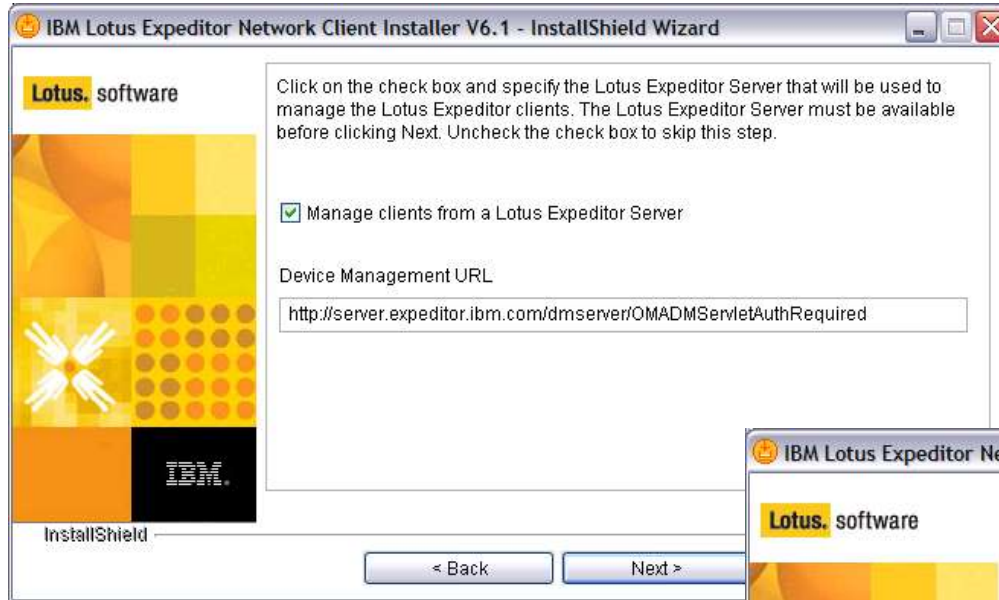 IBM Lotus Expeditor Network Client Installer V6.1 - InstallShield Wizard
Lotus. software
Click on the check box and specify the Lotus Expeditor Server that will be used to
manage the Lotus Expeditor clients. The Lotus Expeditor Server must be available
before clicking Next. Uncheck the check box to skip this step.
Manage clients from a Lotus Expeditor Server
Device Management URL
http://server.expeditor.ibm.com/dmserver/OMADMServletAuthRequired
IBM.
InstallShield
< Back
Next >
IBM Lotus Expeditor Ne
Lotus. software